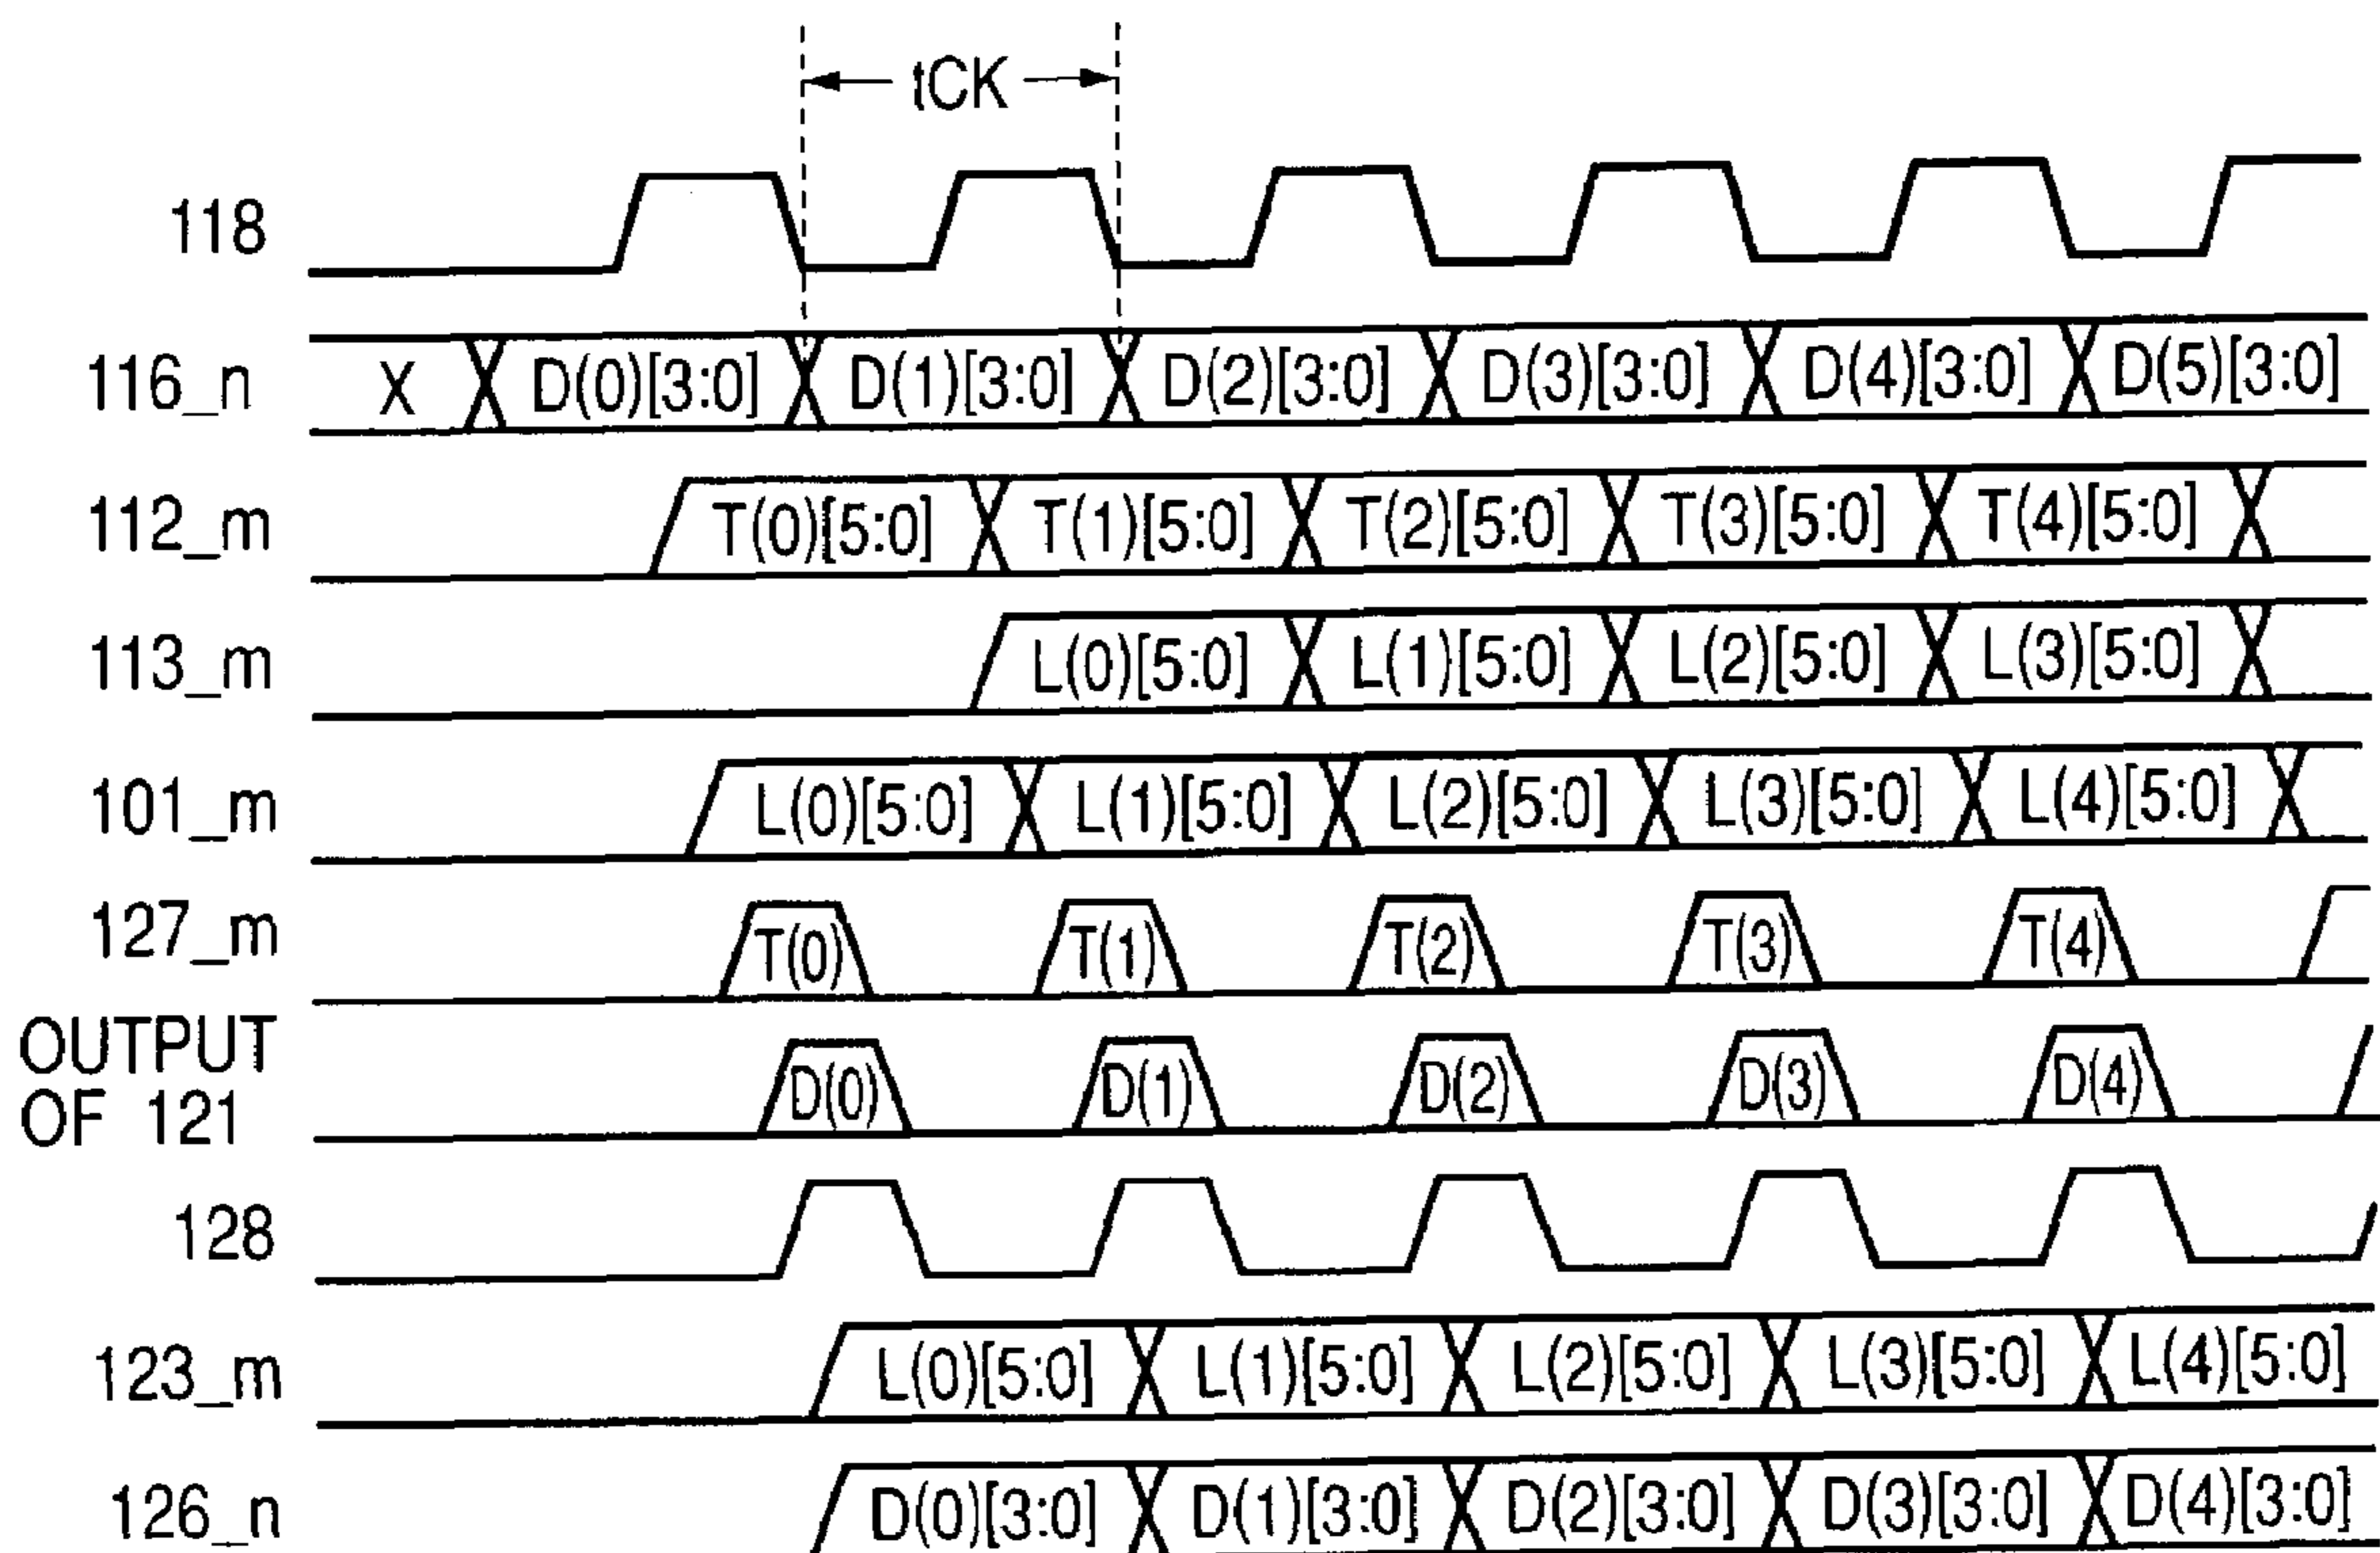 tCK
118
116_n X D(0)[3:0] D(1)[3:0] D(2)[3:0] D(3)[3:0] D(4)[3:0] D(5)[3:0]
112_m T(0)[5:0] T(1)[5:0] T(2)[5:0] T(3)[5:0] T(4)[5:0]
113_m L(0)[5:0] L(1)[5:0] L(2)[5:0] L(3)[5:0]
101_m L(0)[5:0] L(1)[5:0] L(2)[5:0] L(3)[5:0] L(4)[5:0]
127_m T(0) T(1) T(2) T(3) T(4)
OUTPUT
OF 121 D(0) D(1) D(2) D(3) D(4)
128
123_m L(0)[5:0] L(1)[5:0] L(2)[5:0] L(3)[5:0] L(4)[5:0]
126_n D(0)[3:0] D(1)[3:0] D(2)[3:0] D(3)[3:0] D(4)[3:0]